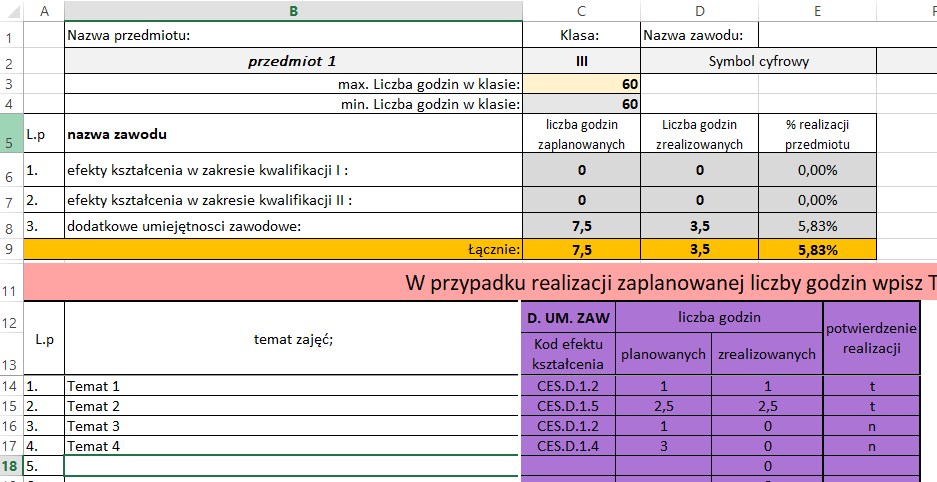 A B C D E F
1 Nazwa przedmiotu: Klasa: Nazwa zawodu:
2 przedmiot 1 III Symbol cyfrowy
3 max. Liczba godzin w klasie: 60
4 min. Liczba godzin w klasie: 60
5 L.p nazwa zawodu liczba godzin zaplanowanych Liczba godzin zrealizowanych % realizacji przedmiotu
6 1. efekty kształcenia w zakresie kwalifikacji I : 0 0 0,00%
7 2. efekty kształcenia w zakresie kwalifikacji II : 0 0 0,00%
8 3. dodatkowe umiejętnosci zawodowe: 7,5 3,5 5,83%
9 Łącznie: 7,5 3,5 5,83%
11 W przypadku realizacji zaplanowanej liczby godzin wpisz T
12 L.p temat zajęć; D. UM. ZAW liczba godzin potwierdzenie realizacji
13 Kod efektu kształcenia planowanych zrealizowanych
14 1. Temat 1 CES.D.1.2 1 1 t
15 2. Temat 2 CES.D.1.5 2,5 2,5 t
16 3. Temat 3 CES.D.1.2 1 0 n
17 4. Temat 4 CES.D.1.4 3 0 n
18 5. 0